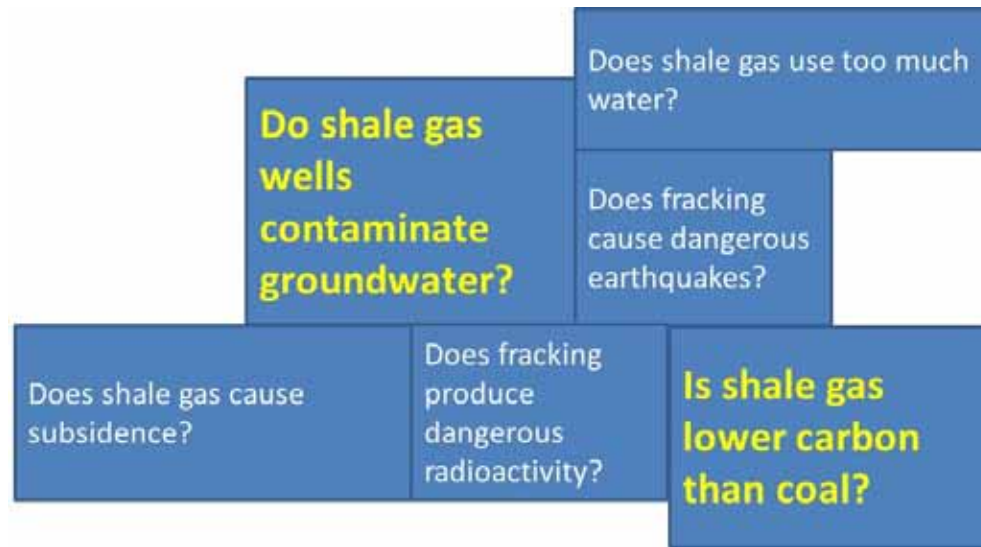 Does shale gas use too much
water?
Do shale gas
wells
contaminate
groundwater?
Does fracking
cause dangerous
earthquakes?
Does shale gas cause
subsidence?
Does fracking
produce
dangerous
radioactivity?
Is shale gas
lower carbon
than coal?